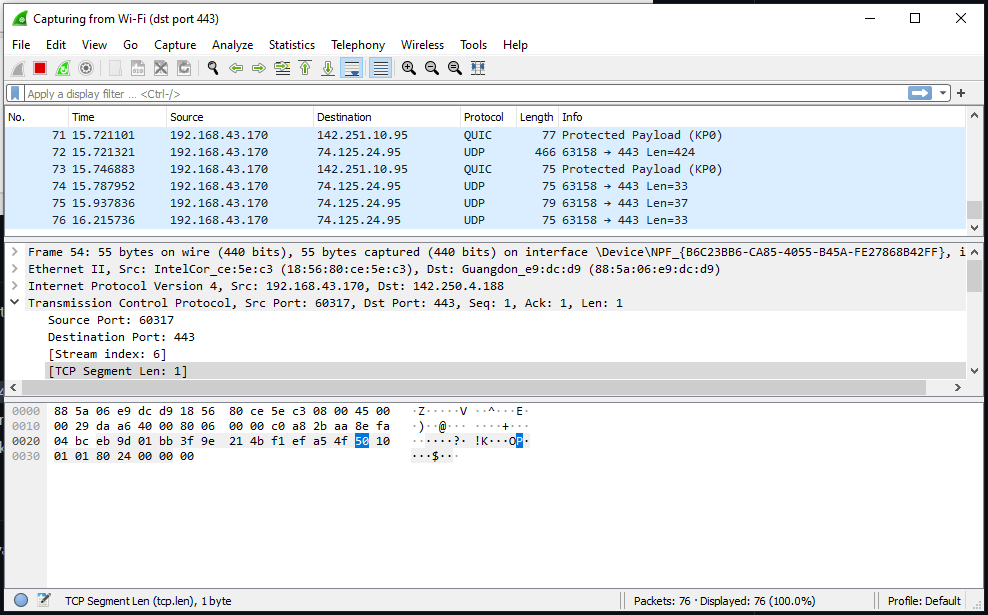 Capturing from Wi-Fi (dst port 443)
File Edit View Go Capture Analyze Statistics Telephony Wireless Tools Help
Apply a display filter ... <Ctrl-/>
No. Time Source Destination Protocol Length Info
71 15.721101 192.168.43.170 142.251.10.95 QUIC 77 Protected Payload (KP0)
72 15.721321 192.168.43.170 74.125.24.95 UDP 466 63158 → 443 Len=424
73 15.746883 192.168.43.170 142.251.10.95 QUIC 75 Protected Payload (KP0)
74 15.787952 192.168.43.170 74.125.24.95 UDP 75 63158 → 443 Len=33
75 15.937836 192.168.43.170 74.125.24.95 UDP 79 63158 → 443 Len=37
76 16.215736 192.168.43.170 74.125.24.95 UDP 75 63158 → 443 Len=33
Frame 54: 55 bytes on wire (440 bits), 55 bytes captured (440 bits) on interface \Device\NPF_{B6C23BB6-CA85-4055-B45A-FE27868B42FF}, i
Ethernet II, Src: IntelCor_ce:5e:c3 (18:56:80:ce:5e:c3), Dst: Guangdon_e9:dc:d9 (88:5a:06:e9:dc:d9)
Internet Protocol Version 4, Src: 192.168.43.170, Dst: 142.250.4.188
Transmission Control Protocol, Src Port: 60317, Dst Port: 443, Seq: 1, Ack: 1, Len: 1
Source Port: 60317
Destination Port: 443
[Stream index: 6]
[TCP Segment Len: 1]
0000 88 5a 06 e9 dc d9 18 56 80 ce 5e c3 08 00 45 00 ·Z·····V ··^···E·
0010 00 29 da a6 40 00 80 06 00 00 c0 a8 2b aa 8e fa ·)··@··· ····+···
0020 04 bc eb 9d 01 bb 3f 9e 21 4b f1 ef a5 4f 50 10 ······?· !K···OP·
0030 01 01 80 24 00 00 00 ···$···
TCP Segment Len (tcp.len), 1 byte
Packets: 76 · Displayed: 76 (100.0%)
Profile: Default